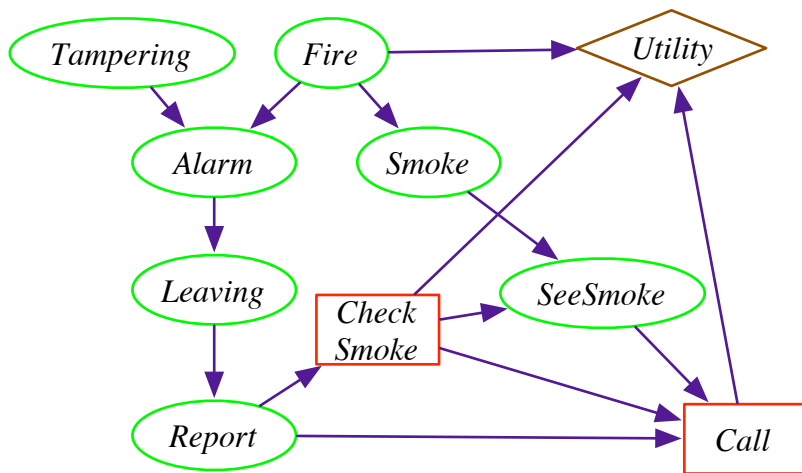 Tampering
Fire
Utility
Alarm
Smoke
Leaving
SeeSmoke
Check
Smoke
Report
Call